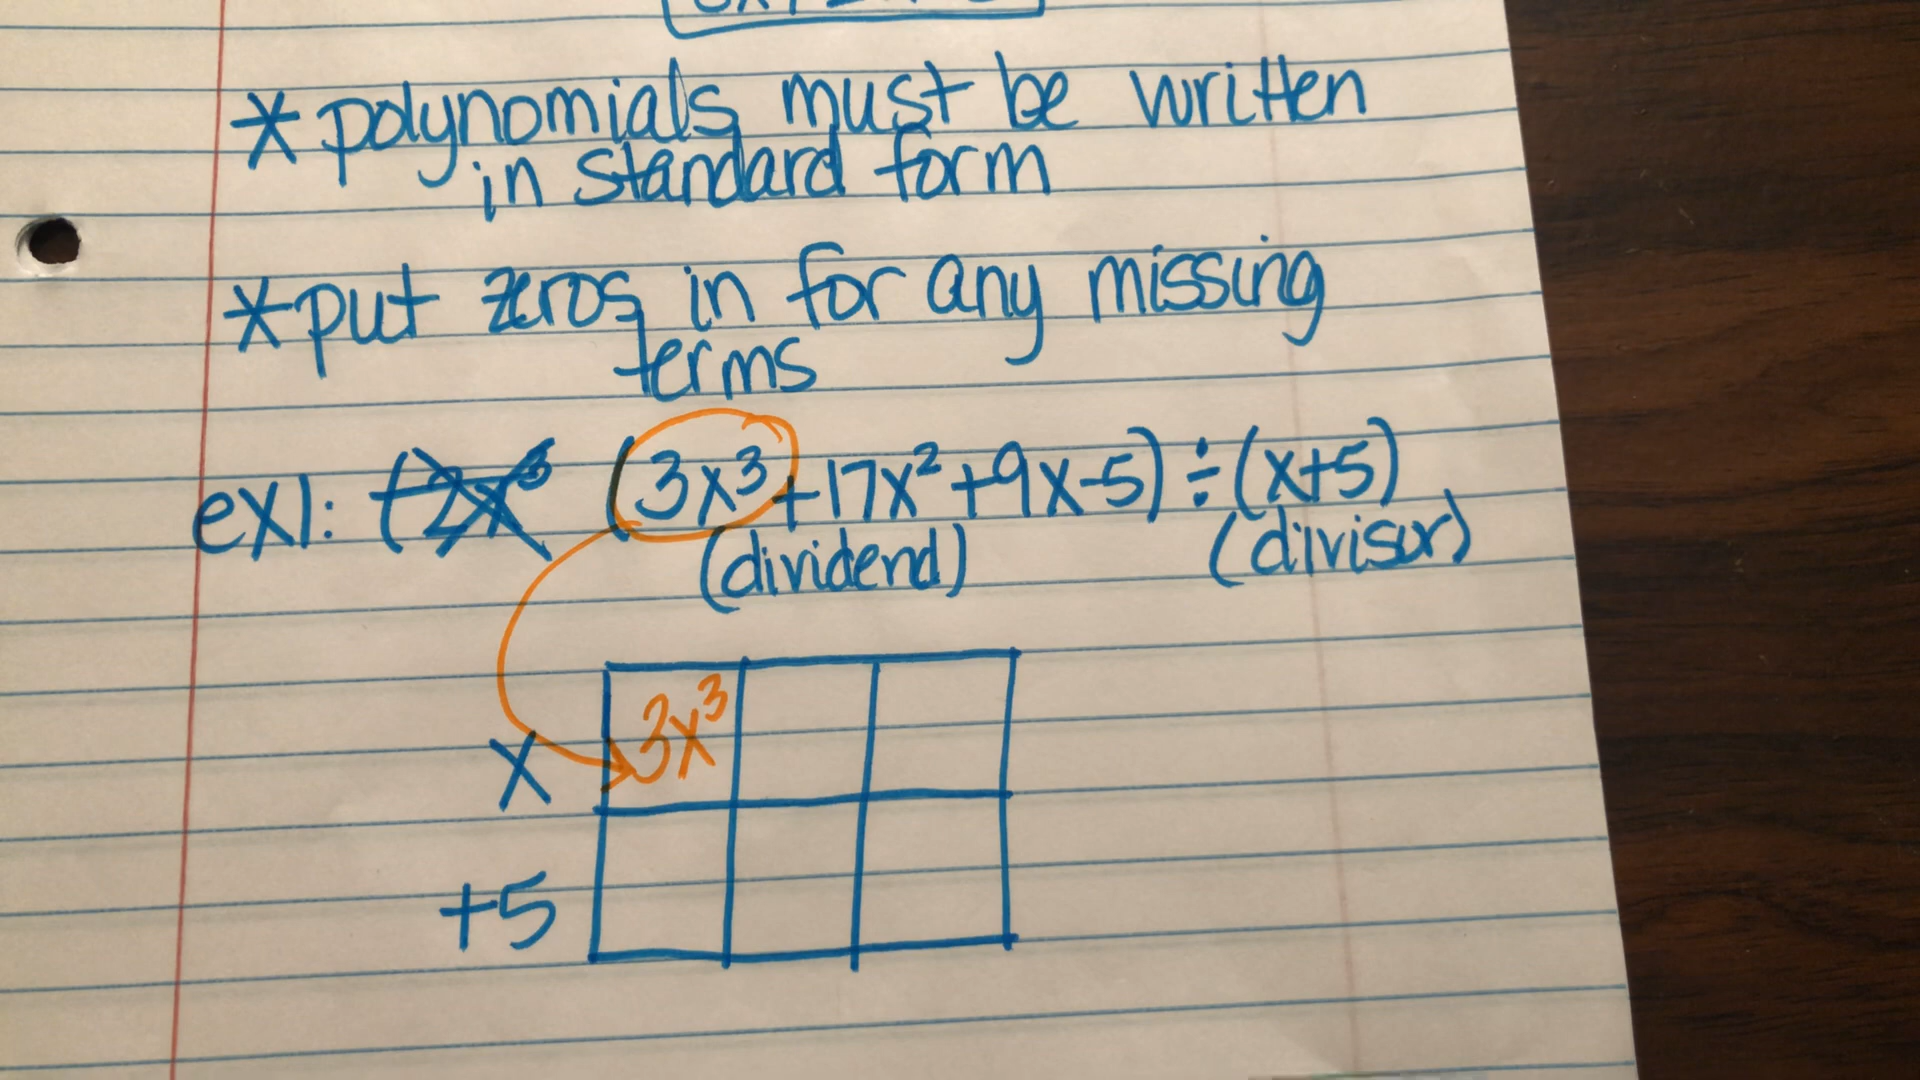 * polynomials must be written
in standard form
* put zeros in for any missing
terms
ex1: (3x³+17x²+9x-5) ÷ (x+5)
(dividend) (divisor)
3x³
x
+5